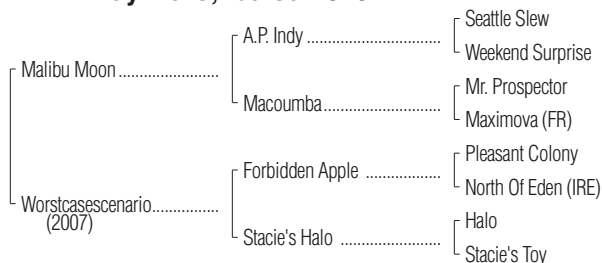 Seattle Slew
A.P. Indy
Weekend Surprise
Malibu Moon
Mr. Prospector
Macoumba
Maximova (FR)
Pleasant Colony
Forbidden Apple
North Of Eden (IRE)
Worstcasescenario
(2007)
Halo
Stacie's Halo
Stacie's Toy